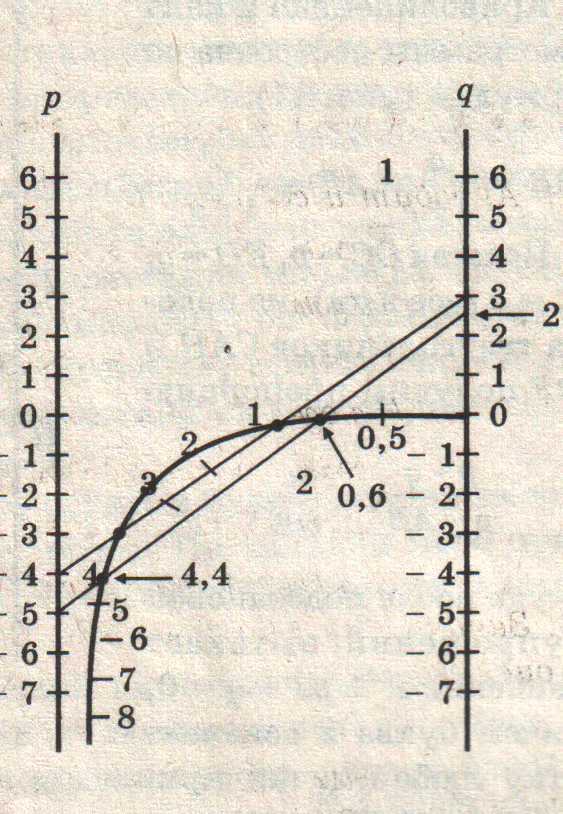 p q
1
6 6
5 5
4 4
3 3
2 2 2
1 1
0 1 0
0,5
1 2 – 1
2 3 2 0,6 – 2
– 3 – 3
4 4 4,4 – 4
5 5 – 5
6 6 – 6
– 7 7 – 7
8